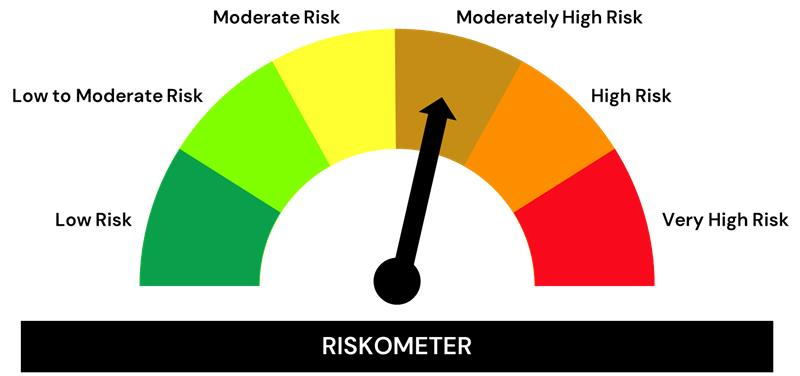 Moderate Risk
Moderately High Risk
Low to Moderate Risk
High Risk
Low Risk
Very High Risk
RISKOMETER